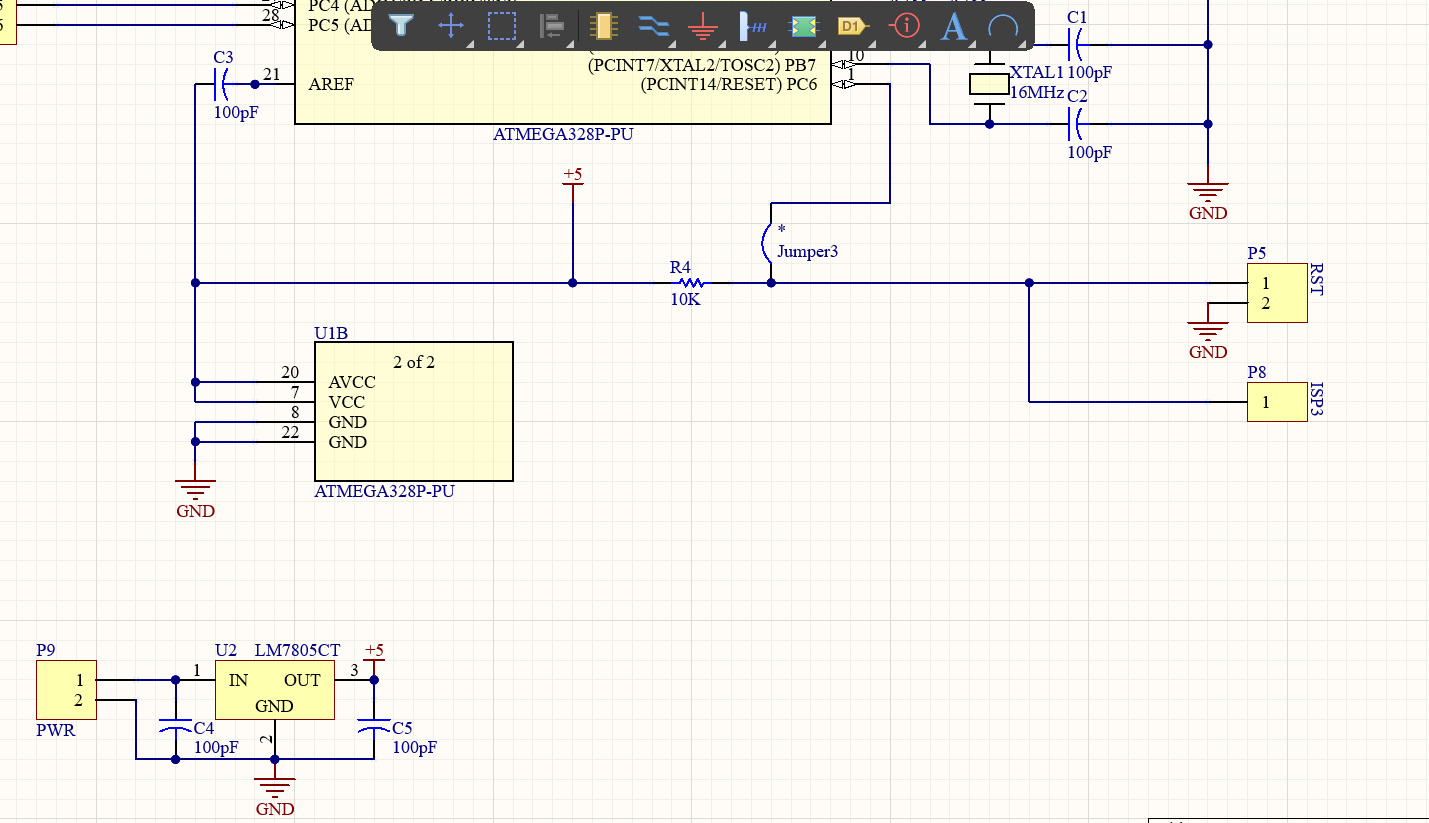 PC4 (AD
28
PC5 (AD
D1
A
C1
100pF
10
(PCINT7/XTAL2/TOSC2) PB7
1
(PCINT14/RESET) PC6
XTAL1
16MHz
C2
100pF
C3
21
AREF
100pF
ATMEGA328P-PU
+5
GND
*
Jumper3
R4
10K
P5
1
2
RST
GND
P8
1
ISP3
U1B
2 of 2
20
AVCC
7
VCC
8
GND
22
GND
ATMEGA328P-PU
GND
P9
1
2
PWR
U2 LM7805CT
+5
1
IN OUT
3
GND
2
C4
100pF
C5
100pF
GND